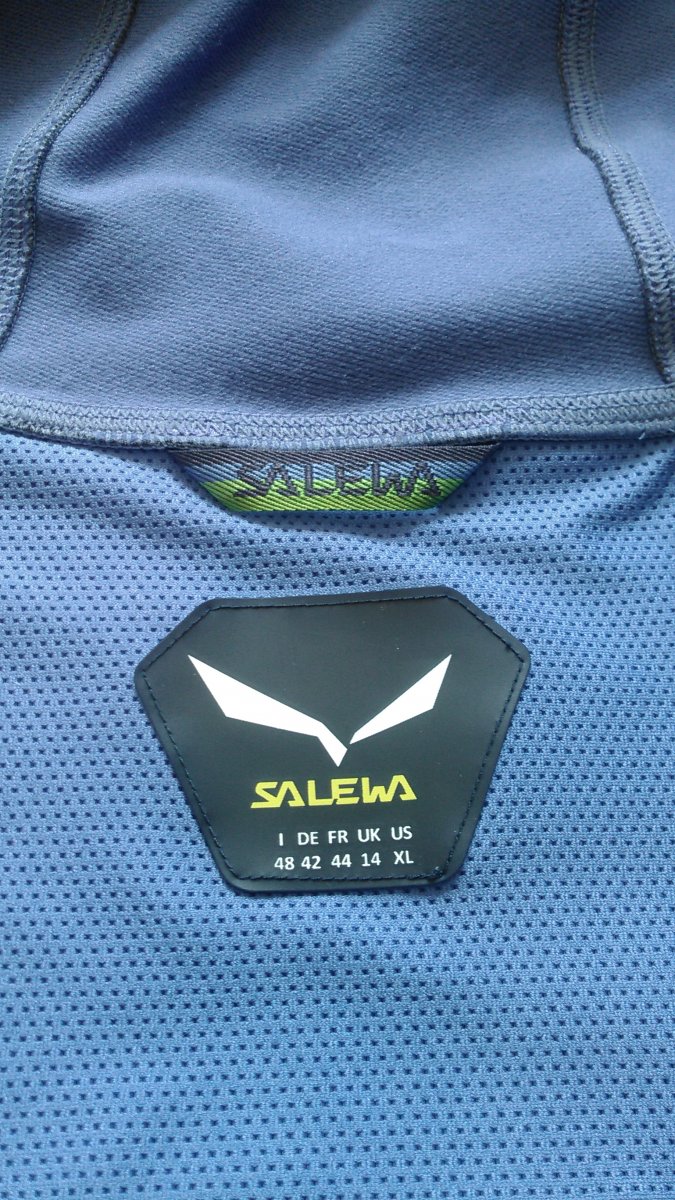 SALEWA
SALEWA
I DE FR UK US
48 42 44 14 XL